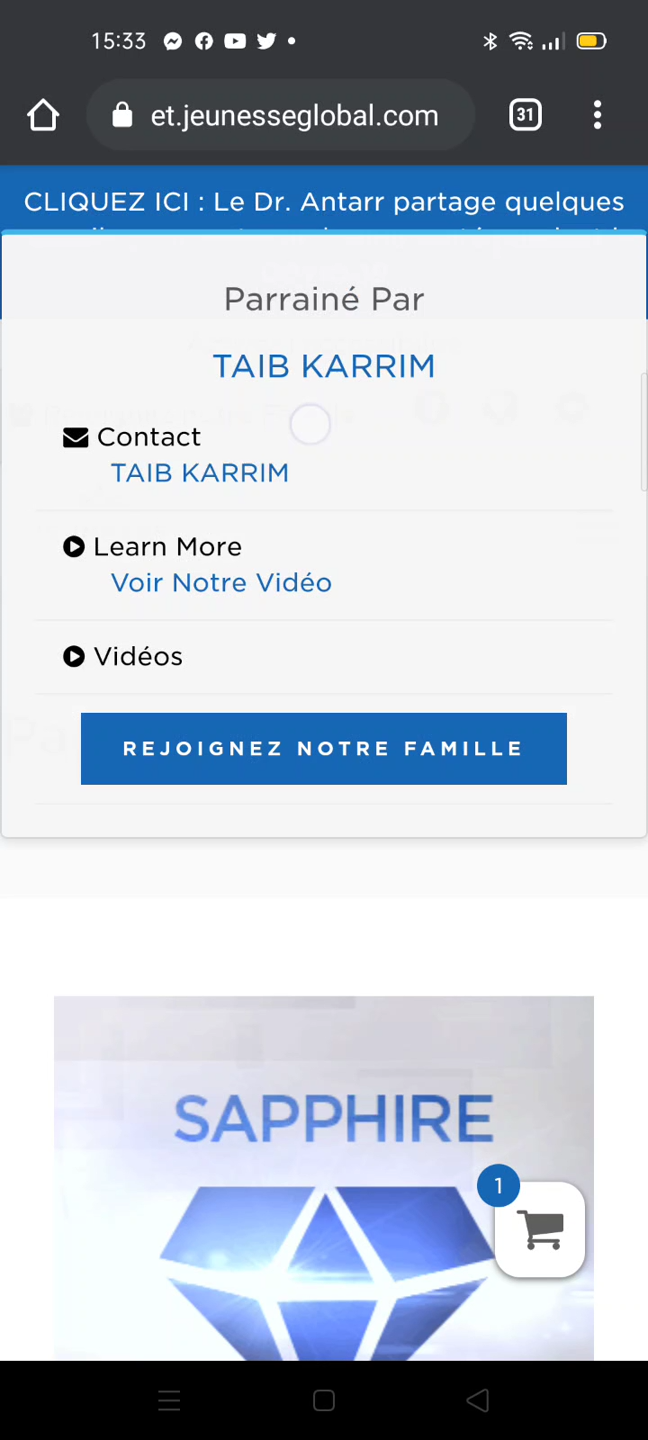 15:33
et.jeunesseglobal.com
31
CLIQUEZ ICI : Le Dr. Antarr partage quelques
Parrainé Par
TAIB KARRIM
Contact
TAIB KARRIM
Learn More
Voir Notre Vidéo
Vidéos
REJOIGNEZ NOTRE FAMILLE
SAPPHIRE
1